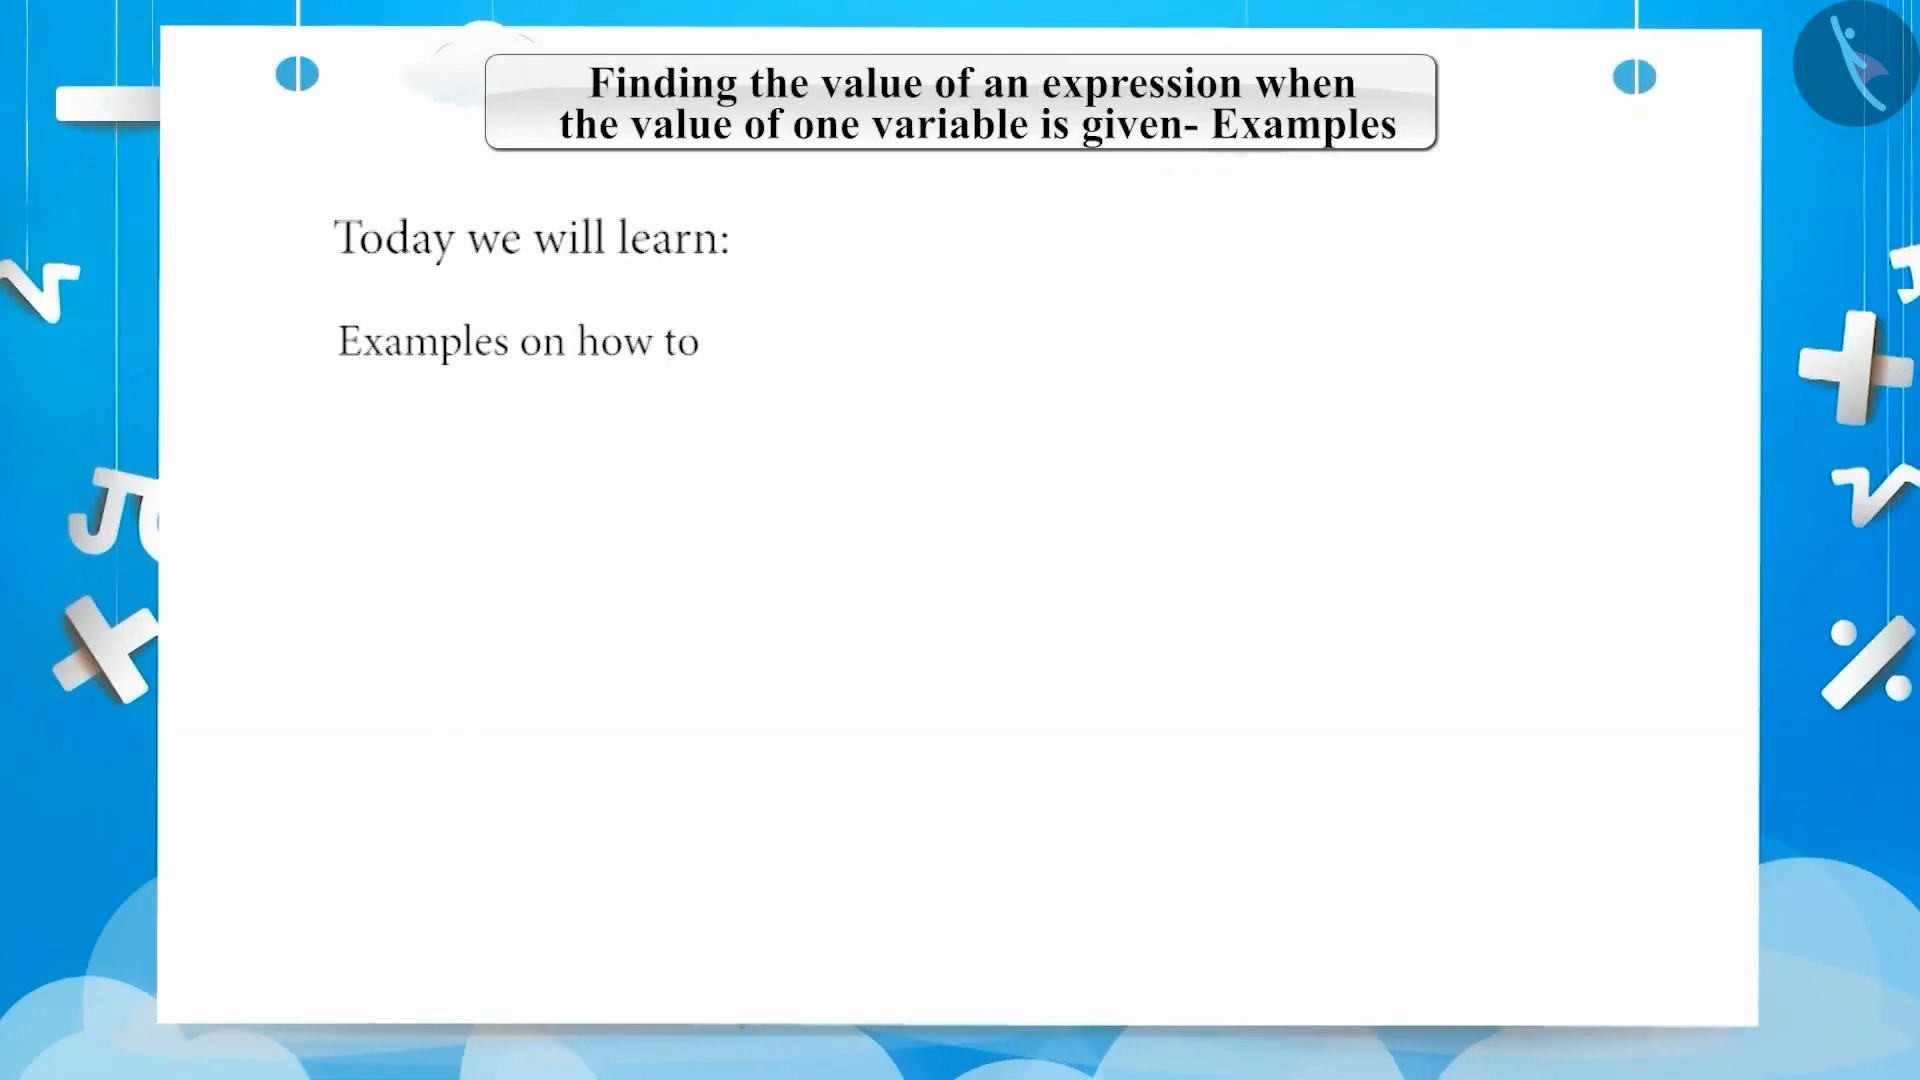 Finding the value of an expression when
the value of one variable is given- Examples
Today we will learn:
Examples on how to